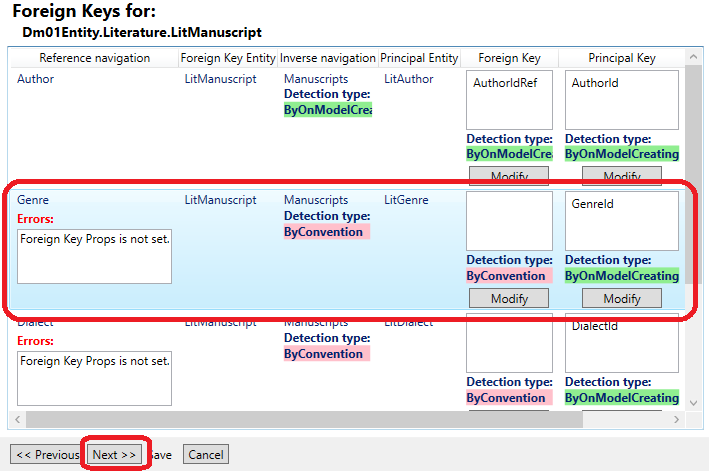 Foreign Keys for:
Dm01Entity.Literature.LitManuscript
Reference navigation Foreign Key Entity Inverse navigation Principal Entity Foreign Key Principal Key
Author LitManuscript Manuscripts LitAuthor AuthorIdRef AuthorId
Detection type:
ByOnModelCrea
Detection type: Detection type:
ByOnModelCrea ByOnModelCreating
Modify Modify
Genre LitManuscript Manuscripts LitGenre GenreId
Errors: Detection type:
Foreign Key Props is not set. ByConvention
Detection type: Detection type:
ByConvention ByOnModelCreating
Modify Modify
Dialect LitManuscript Manuscripts LitDialect DialectId
Errors: Detection type:
Foreign Key Props is not set. ByConvention
Detection type: Detection type:
ByConvention ByOnModelCreating
<< Previous Next >> Save Cancel